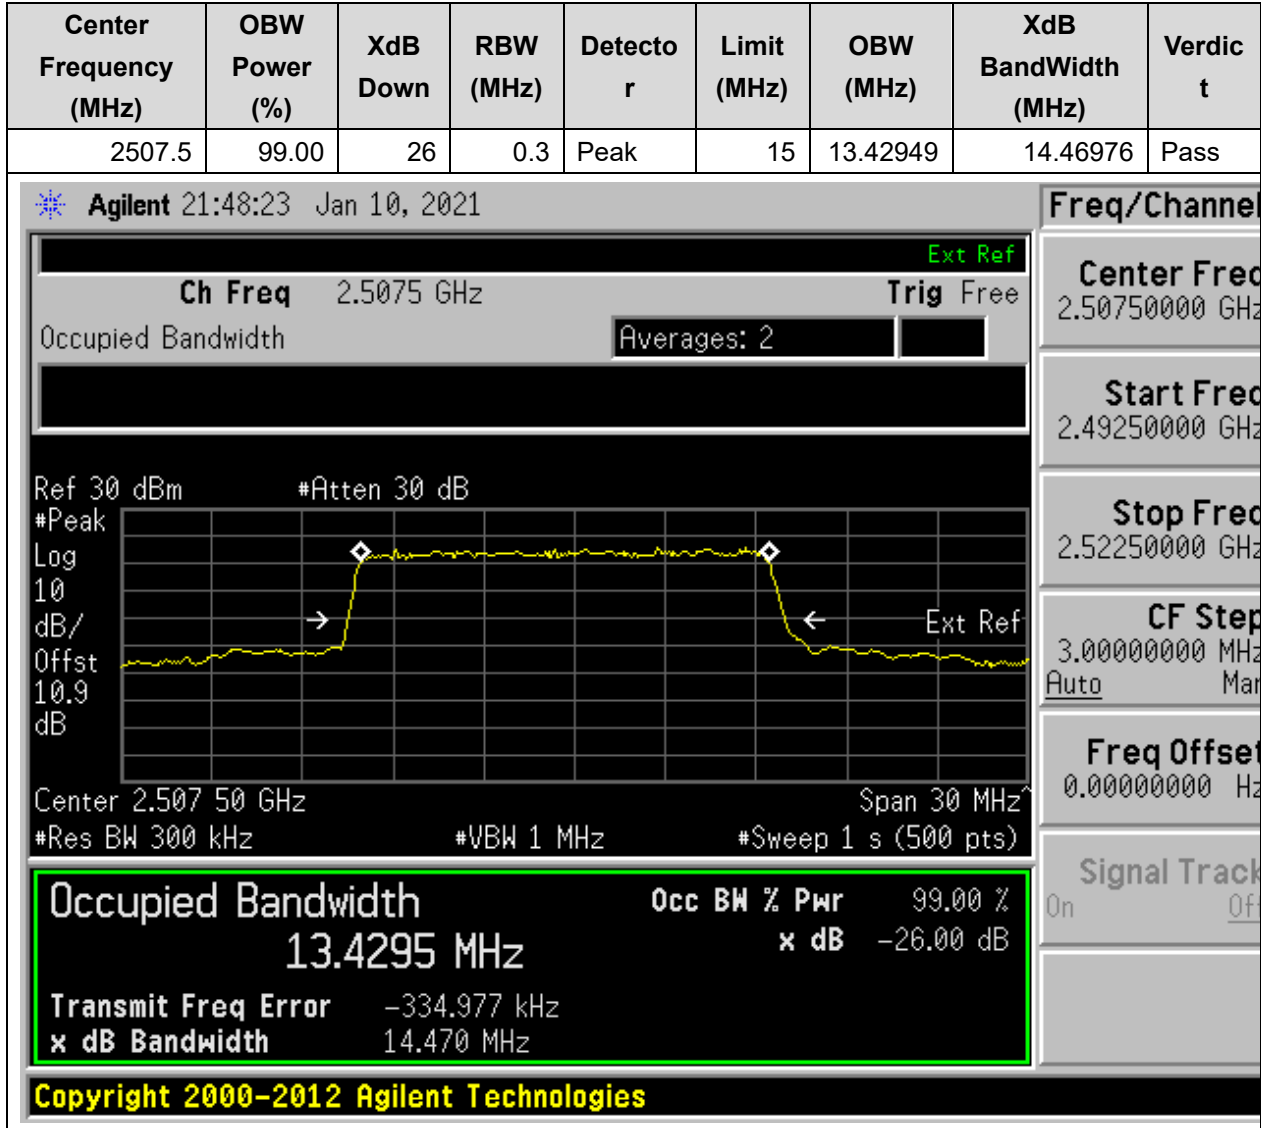 Center Frequency (MHz) OBW Power (%) XdB Down RBW (MHz) Detecto r Limit (MHz) OBW (MHz) XdB BandWidth (MHz) Verdic t
2507.5 99.00 26 0.3 Peak 15 13.42949 14.46976 Pass
Agilent 21:48:23 Jan 10, 2021
Ext Ref
Ch Freq 2.5075 GHz Trig Free
Occupied Bandwidth
Averages: 2
Ref 30 dBm #Atten 30 dB
#Peak
Log
10
dB/
Offst
10.9
dB
Ext Ref
Center 2.507 50 GHz Span 30 MHz^
#Res BW 300 kHz #VBW 1 MHz #Sweep 1 s (500 pts)
Occupied Bandwidth
13.4295 MHz
Occ BW % Pwr 99.00 %
x dB -26.00 dB
Transmit Freq Error -334.977 kHz
x dB Bandwidth 14.470 MHz
Copyright 2000-2012 Agilent Technologies
Freq/Channel
Center Freq
2.50750000 GHz
Start Freq
2.49250000 GHz
Stop Freq
2.52250000 GHz
CF Step
3.00000000 MHz
Auto Man
Freq Offset
0.00000000 Hz
Signal Track
On Off